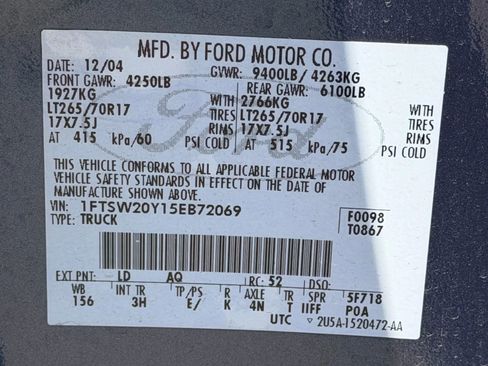 MFD. BY FORD MOTOR CO.
DATE: 12/04 GVWR: 9400LB/ 4263KG
FRONT GAWR: 4250LB REAR GAWR: 6100LB
1927KG WITH 2766KG WITH
LT265/70R17 TIRES LT265/70R17 TIRES
17X7.5J RIMS 17X7.5J RIMS
AT 415 kPa/60 PSI COLD AT 515 kPa/75 PSI COLD
THIS VEHICLE CONFORMS TO ALL APPLICABLE FEDERAL MOTOR
VEHICLE SAFETY STANDARDS IN EFFECT ON THE DATE OF
MANUFACTURE SHOWN ABOVE.
VIN: 1FTSW20Y15EB72069 F0098
TYPE: TRUCK T0867
EXT PNT: LD AQ RC: 52 DSO:
WB INT TR TP/PS R AXLE TR SPR 5F718
156 3H E/ K 4N T IIFF POA
UTC 2U5A-1520472-AA
Ford